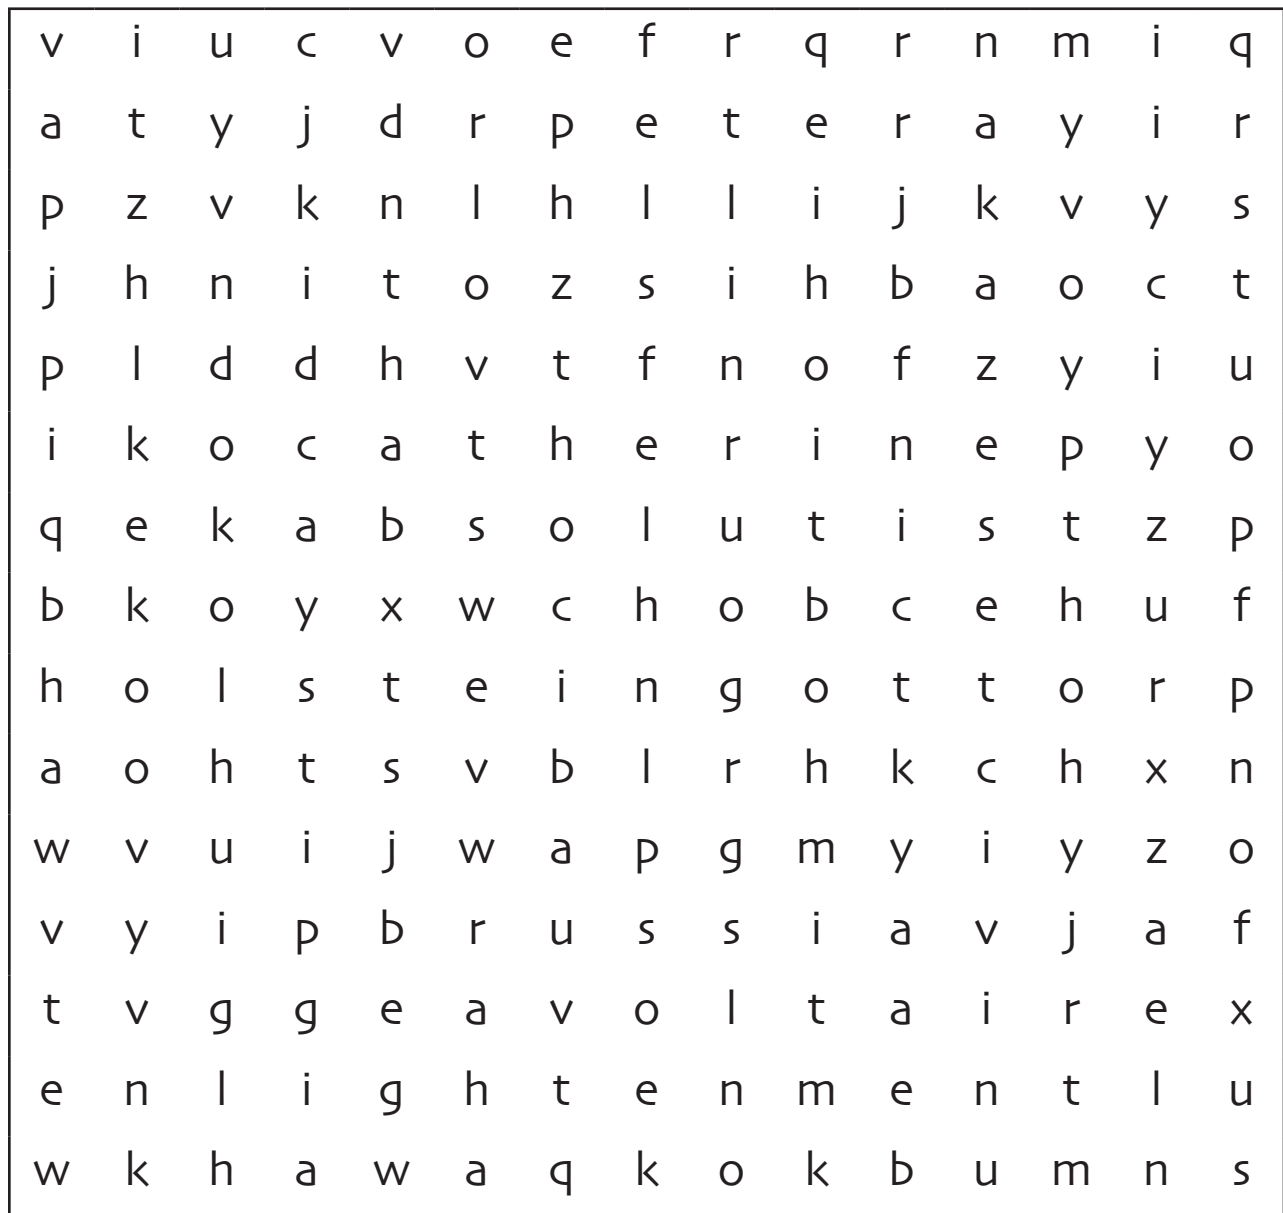 v i u c v o e f r q r n m i q
a t y j d r p e t e r a y i r
p z v k n l h l l i j k v y s
j h n i t o z s i h b a o c t
p l d d h v t f n o f z y i u
i k o c a t h e r i n e p y o
q e k a b s o l u t i s t z p
b k o y x w c h o b c e h u f
h o l s t e i n g o t t o r p
a o h t s v b l r h k c h x n
w v u i j w a p g m y i y z o
v y i p b r u s s i a v j a f
t v g g e a v o l t a i r e x
e n l i g h t e n m e n t l u
w k h a w a q k o k b u m n s